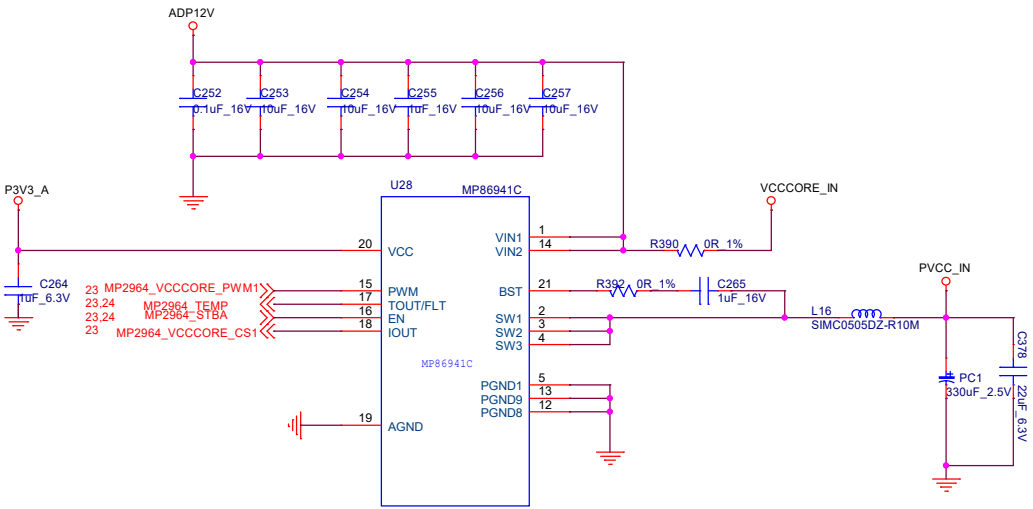 ADP12V
C252
0.1uF_16V
C253
10uF_16V
C254
10uF_16V
C255
1uF_16V
C256
10uF_16V
C257
10uF_16V
P3V3_A
U28
MP86941C
VCCCORE_IN
20
VCC
1
VIN1
14
VIN2
R390
0R_1%
C264
1uF_6.3V
23
MP2964_VCCCORE_PWM1
15
PWM
23,24
MP2964_TEMP
17
TOUT/FLT
23,24
MP2964_STBA
16
EN
23
MP2964_VCCCORE_CS1
18
IOUT
21
BST
R392
0R_1%
C265
1uF_16V
PVCC_IN
2
SW1
3
SW2
4
SW3
L16
SIMC0505DZ-R10M
MP86941C
5
PGND1
13
PGND9
12
PGND8
19
AGND
PC1
330uF_2.5V
C378
22uF_6.3V